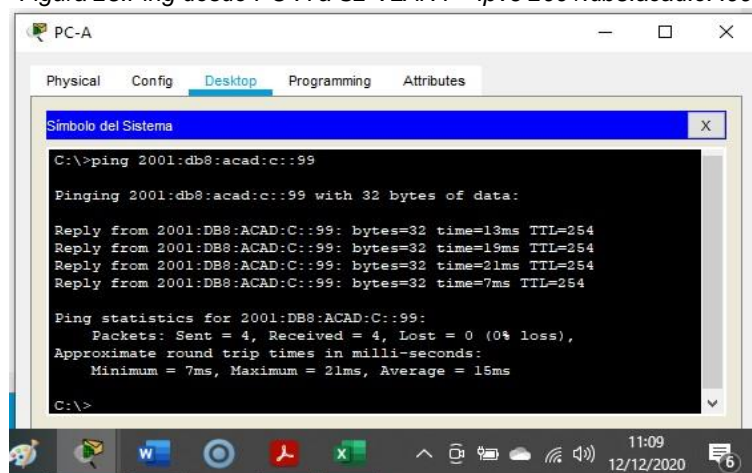 PC-A
Physical Config Desktop Programming Attributes
Símbolo del Sistema
X
C:\>ping 2001:db8:acad:c::99
Pinging 2001:db8:acad:c::99 with 32 bytes of data:
Reply from 2001:DB8:ACAD:C::99: bytes=32 time=13ms TTL=254
Reply from 2001:DB8:ACAD:C::99: bytes=32 time=19ms TTL=254
Reply from 2001:DB8:ACAD:C::99: bytes=32 time=21ms TTL=254
Reply from 2001:DB8:ACAD:C::99: bytes=32 time=7ms TTL=254
Ping statistics for 2001:DB8:ACAD:C::99:
Packets: Sent = 4, Received = 4, Lost = 0 (0% loss),
Approximate round trip times in milli-seconds:
Minimum = 7ms, Maximum = 21ms, Average = 15ms
C:\>
11:09
12/12/2020
6